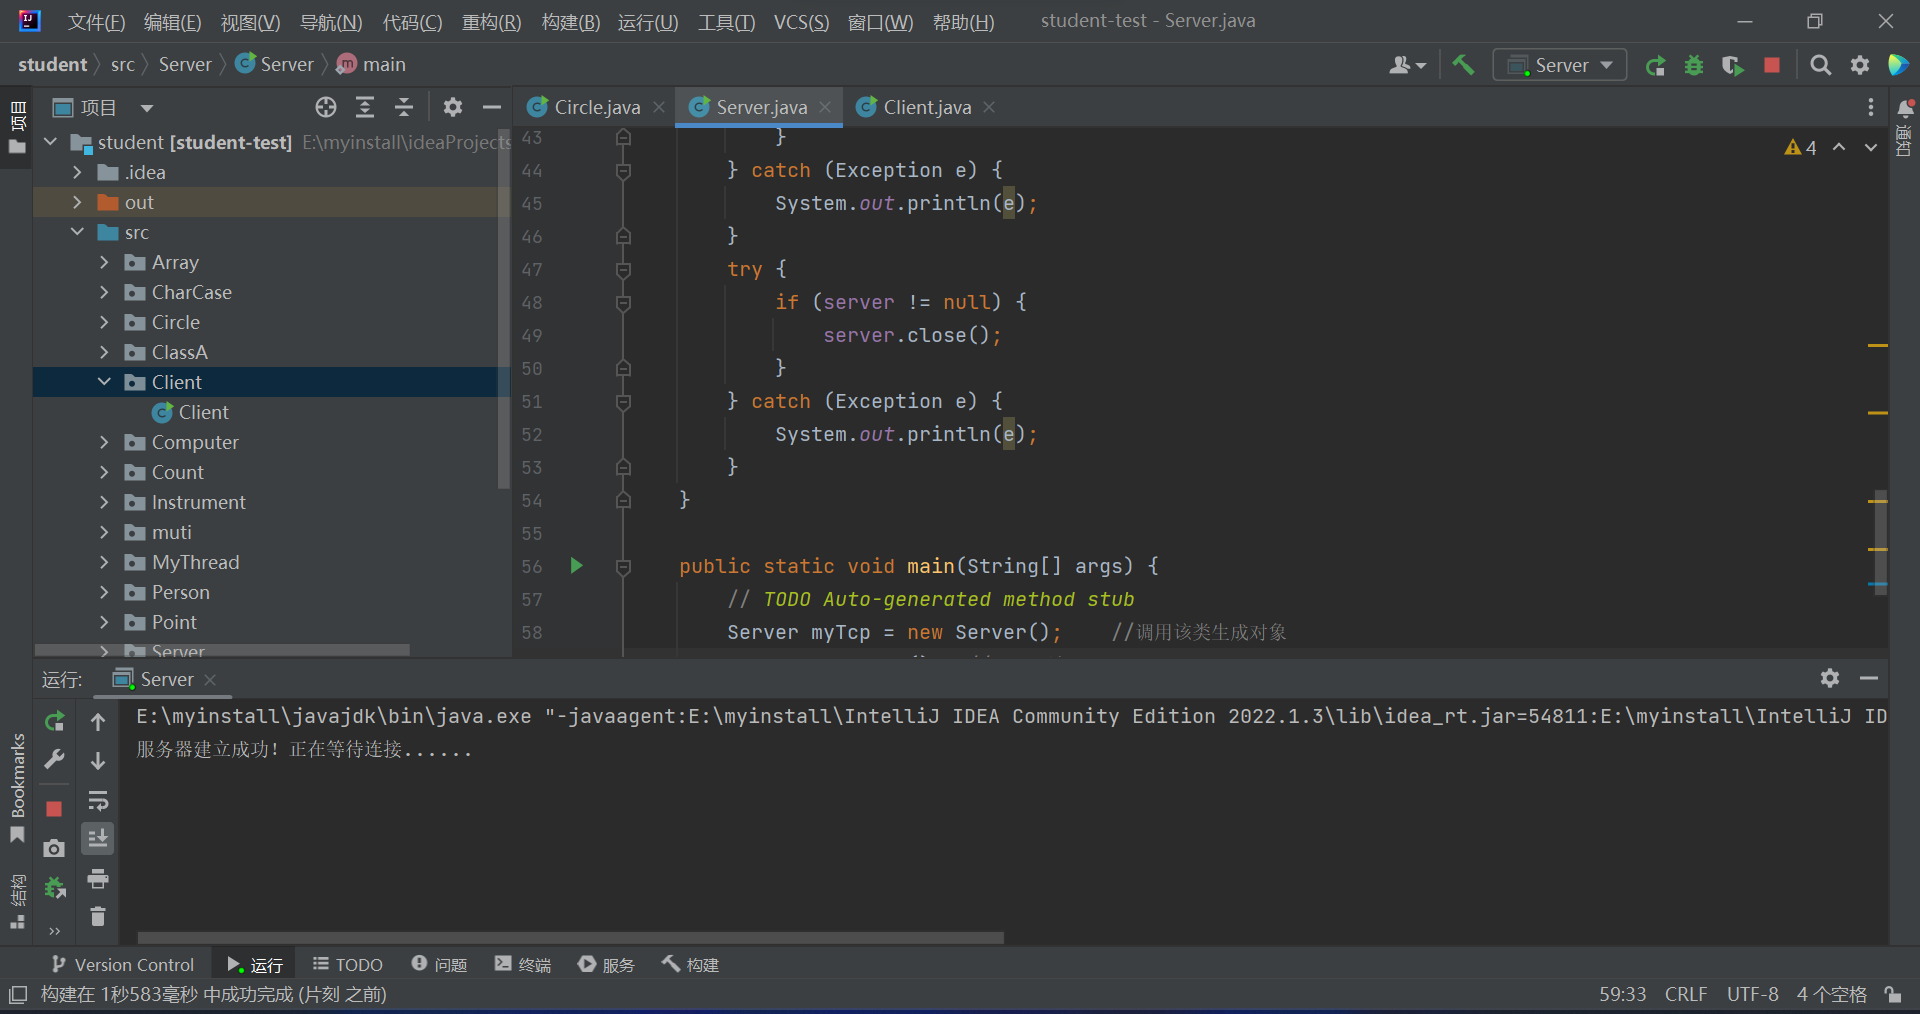 文件(F) 编辑(E) 视图(V) 导航(N) 代码(C) 重构(R) 构建(B) 运行(U) 工具(T) VCS(S) 窗口(W) 帮助(H) student-test - Server.java
student src Server Server main
Server
项目
Circle.java Server.java Client.java
student [student-test] E:\myinstall\ideaProjects
.idea
out
src
Array
CharCase
Circle
ClassA
Client
Client
Computer
Count
Instrument
muti
MyThread
Person
Point
Server
项目
Bookmarks
结构
通知
4
43 }
44 } catch (Exception e) {
45 System.out.println(e);
46 }
47 try {
48 if (server != null) {
49 server.close();
50 }
51 } catch (Exception e) {
52 System.out.println(e);
53 }
54 }
55
56 public static void main(String[] args) {
57 // TODO Auto-generated method stub
58 Server myTcp = new Server(); //调用该类生成对象
运行: Server
E:\myinstall\javajdk\bin\java.exe "-javaagent:E:\myinstall\IntelliJ IDEA Community Edition 2022.1.3\lib\idea_rt.jar=54811:E:\myinstall\IntelliJ ID
服务器建立成功！正在等待连接......
Version Control 运行 TODO 问题 终端 服务 构建
构建在 1秒583毫秒 中成功完成 (片刻 之前) 59:33 CRLF UTF-8 4 个空格